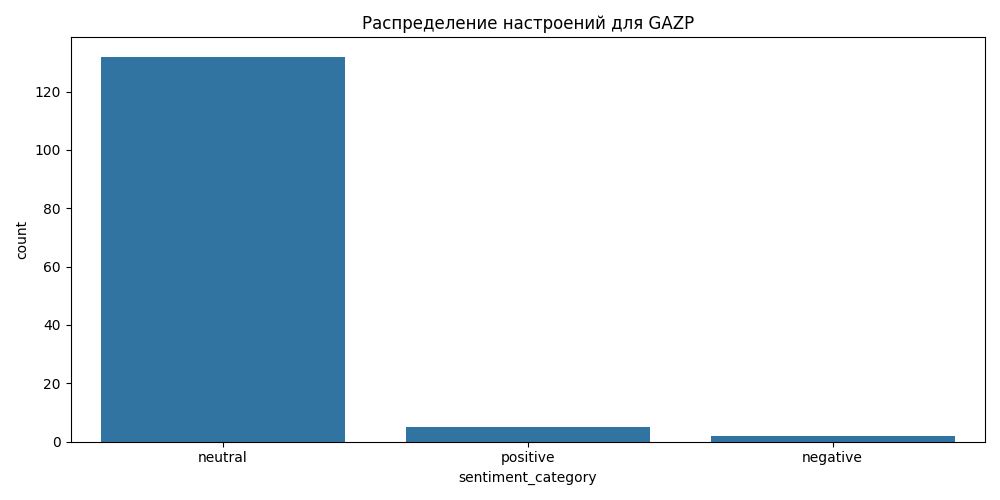 Распределение настроений для GAZP
120
100
80
60
40
20
0
count
neutral
positive
negative
sentiment_category